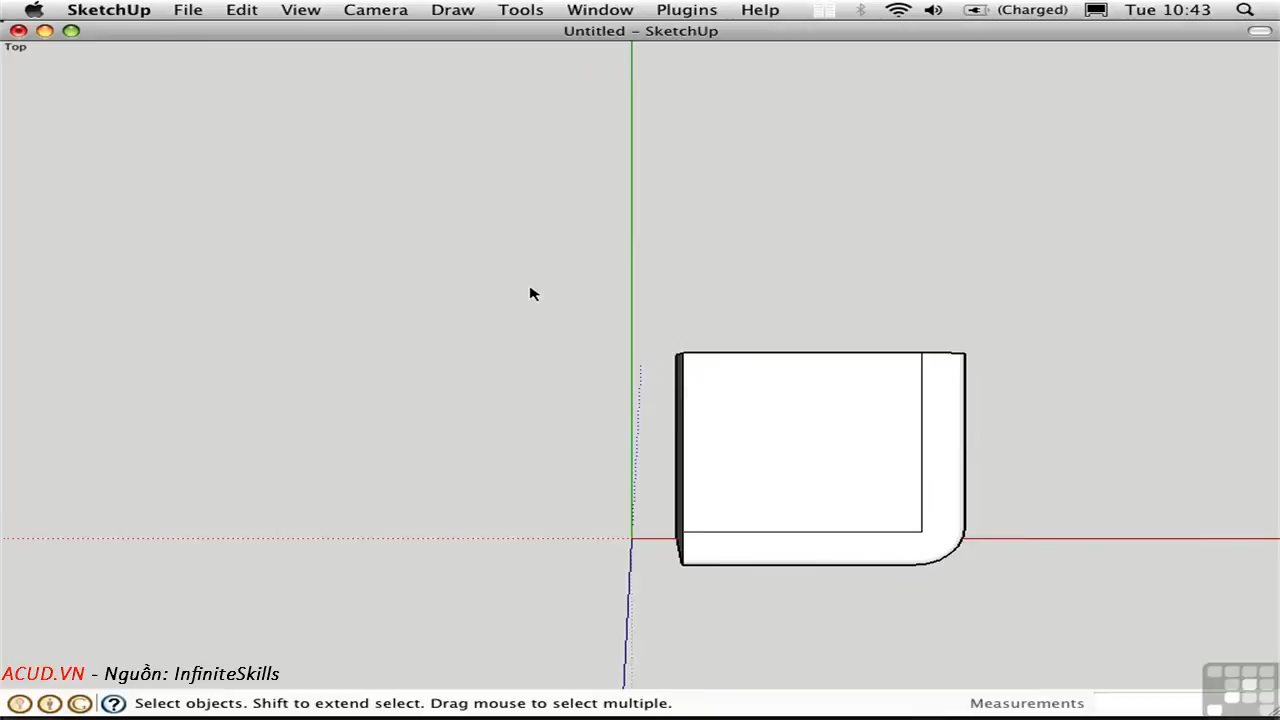 SketchUp File Edit View Camera Draw Tools Window Plugins Help (Charged) Tue 10:43
Untitled – SketchUp
Top
ACUD.VN - Nguồn: InfiniteSkills
Select objects. Shift to extend select. Drag mouse to select multiple. Measurements